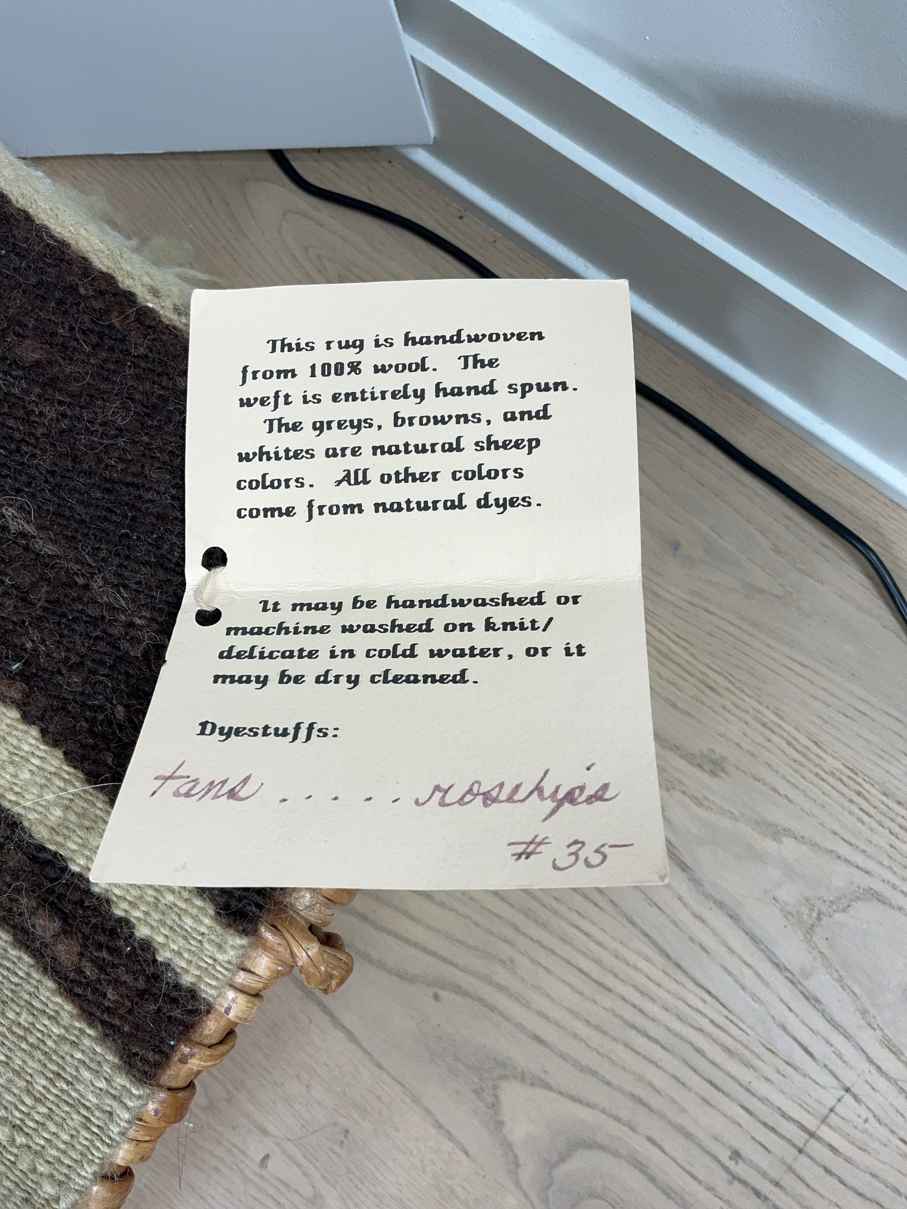 This rug is handwoven
from 100% wool. The
weft is entirely hand spun.
The greys, browns, and
whites are natural sheep
colors. All other colors
come from natural dyes.
It may be handwashed or
machine washed on knit/
delicate in cold water, or it
may be dry cleaned.
Dyestuffs:
tans ..... rosehips
#35